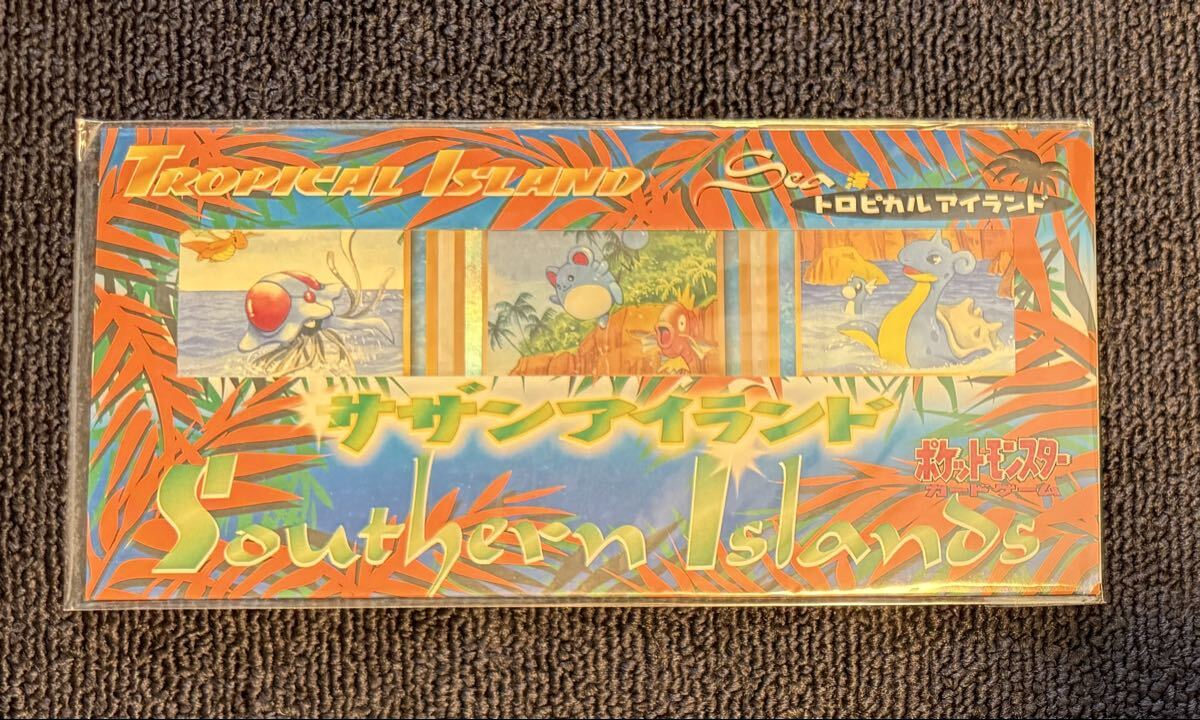 TROPICAL ISLAND
Sea 海
トロピカル アイランド
サザンアイランド
ポケットモンスター
カードゲーム
Southern Islands